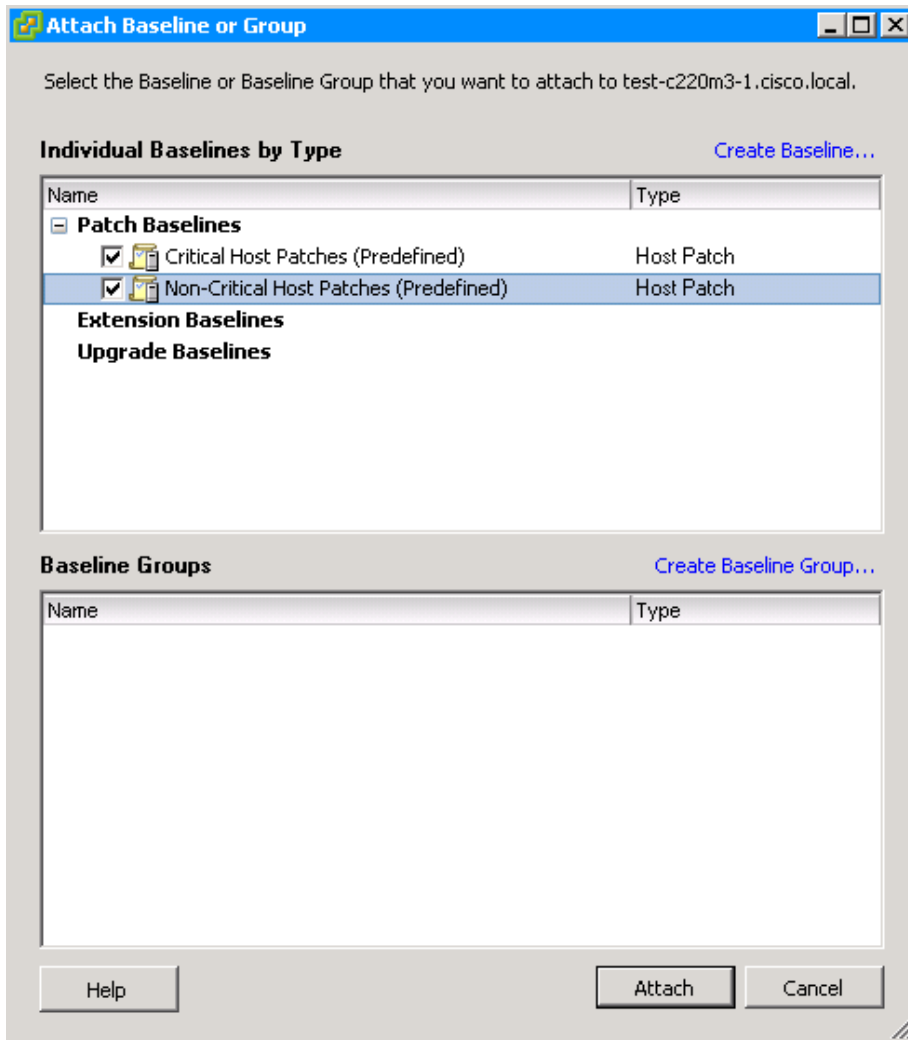 Attach Baseline or Group
Select the Baseline or Baseline Group that you want to attach to test-c220m3-1.cisco.local.
Individual Baselines by Type Create Baseline...
Name Type
Patch Baselines
Critical Host Patches (Predefined) Host Patch
Non-Critical Host Patches (Predefined) Host Patch
Extension Baselines
Upgrade Baselines
Baseline Groups Create Baseline Group...
Name Type
Help Attach Cancel